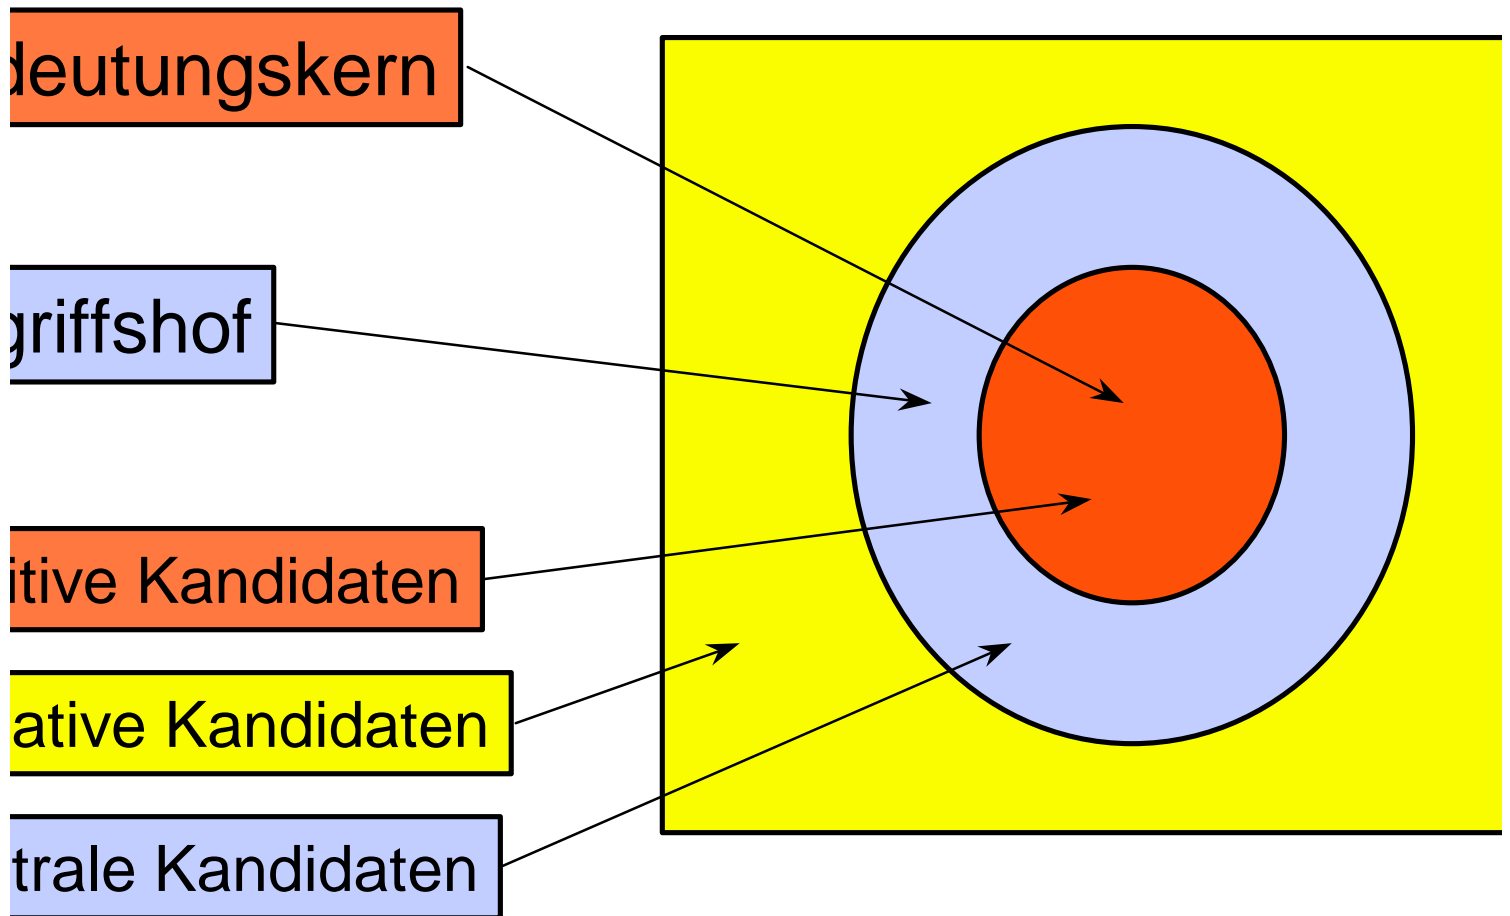 deutungskern
griffshof
itive Kandidaten
ative Kandidaten
trale Kandidaten